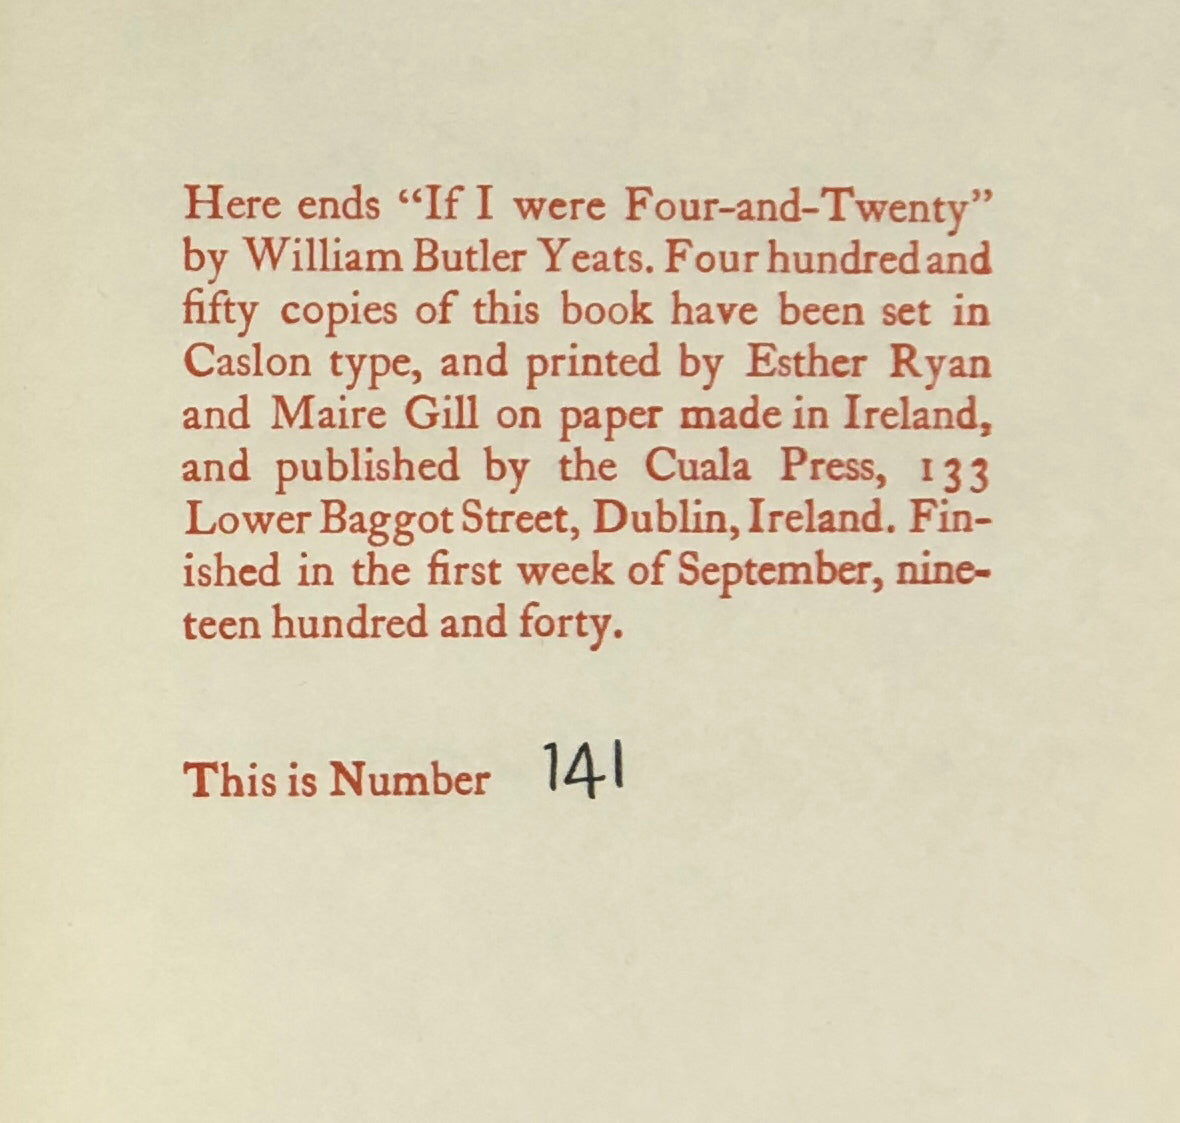 Here ends “If I were Four-and-Twenty”
by William Butler Yeats. Four hundred and
fifty copies of this book have been set in
Caslon type, and printed by Esther Ryan
and Maire Gill on paper made in Ireland,
and published by the Cuala Press, 133
Lower Baggot Street, Dublin, Ireland. Fin-
ished in the first week of September, nine-
teen hundred and forty.
This is Number 141